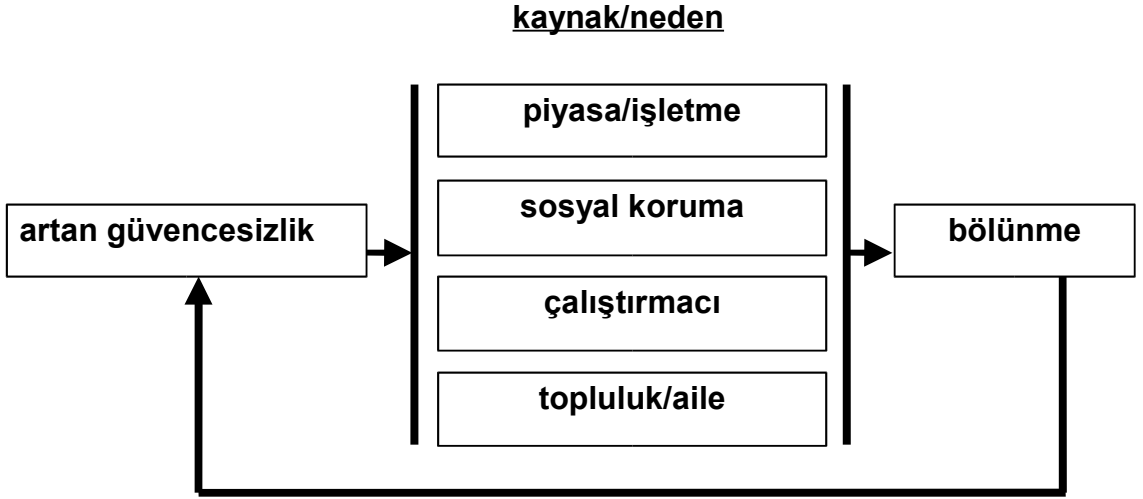 kaynak/neden
piyasa/işletme
sosyal koruma
artan güvencesizlik
bölünme
çalıştırmacı
topluluk/aile